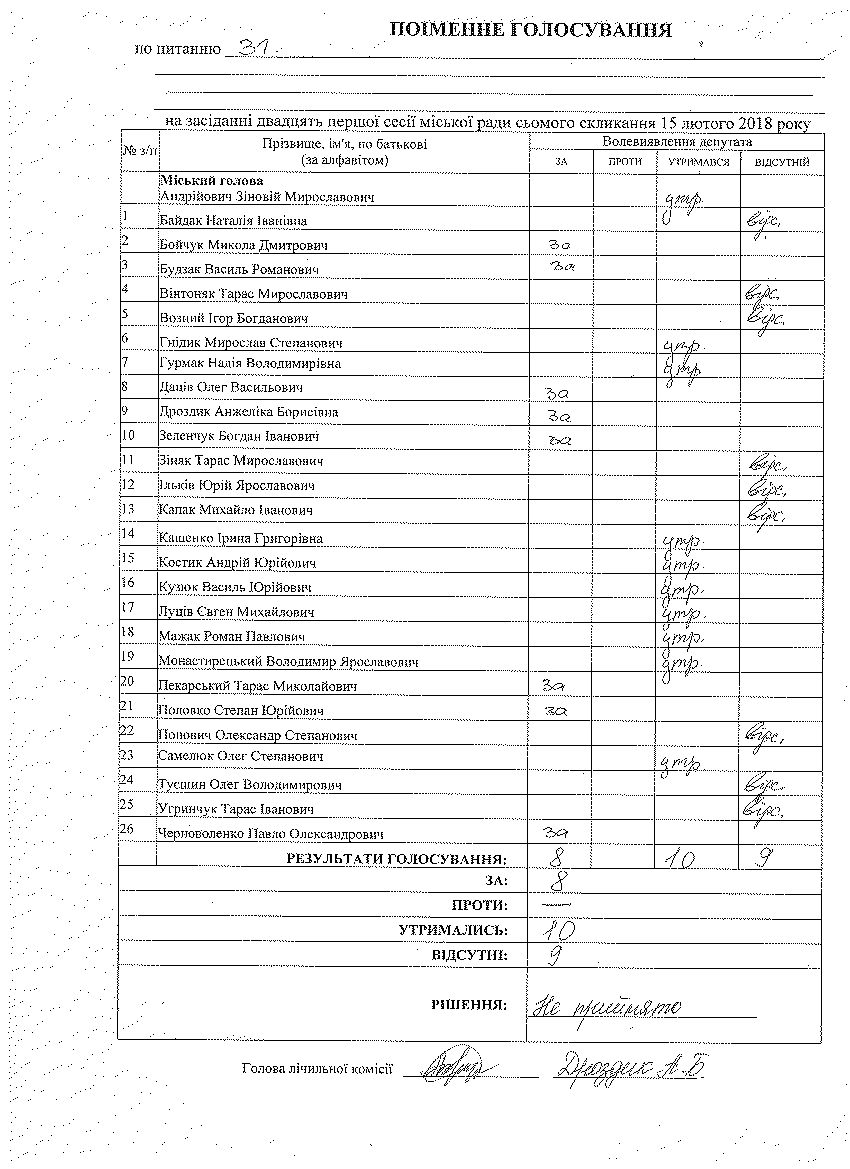 ПОІМЕННЕ ГОЛОСУВАННЯ
по питанню 31.
на засіданні двадцять першої сесії міської ради сьомого скликання 15 лютого 2018 року
№ з/п Прізвище, ім'я, по батькові (за алфавітом) Волевиявлення депутата
ЗА ПРОТИ УТРИМАВСЯ ВІДСУТНІЙ
Міський голова
Андрійович Зіновій Мирославович утр.
1 Байдак Наталія Іванівна відс.
2 Бойчук Микола Дмитрович за
3 Будзак Василь Романович за
4 Вінтоняк Тарас Мирославович відс.
5 Возний Ігор Богданович відс.
6 Гнідик Мирослав Степанович утр.
7 Гурмак Надія Володимирівна утр
8 Даців Олег Васильович за
9 Дроздик Анжеліка Борисівна за
10 Зеленчук Богдан Іванович за
11 Зіняк Тарас Мирославович відс.
12 Ільків Юрій Ярославович відс.
13 Капак Михайло Іванович відс.
14 Кащенко Ірина Григорівна утр.
15 Костик Андрій Юрійович утр.
16 Кузюк Василь Юрійович утр.
17 Луців Євген Михайлович утр.
18 Мажак Роман Павлович утр.
19 Монастирецький Володимир Ярославович утр.
20 Пекарський Тарас Миколайович за
21 Половко Степан Юрійович за
22 Попович Олександр Степанович відс.
23 Самелюк Олег Степанович утр.
24 Тусшин Олег Володимирович відс.
25 Угринчук Тарас Іванович відс.
26 Черноволенко Павло Олександрович за
РЕЗУЛЬТАТИ ГОЛОСУВАННЯ: 8 10 9
ЗА: 8
ПРОТИ: —
УТРИМАЛИСЬ: 10
ВІДСУТНІ: 9
РІШЕННЯ: Не прийнято
Голова лічильної комісії Дроздик А.Б